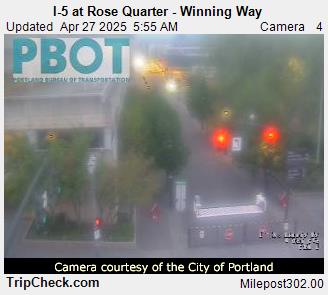 I-5 at Rose Quarter - Winning Way
Updated  Apr 27 2025  5:55 AM  Camera  4
PBOT
PORTLAND BUREAU OF TRANSPORTATION
Camera courtesy of the City of Portland
TripCheck.com  Milepost302.00